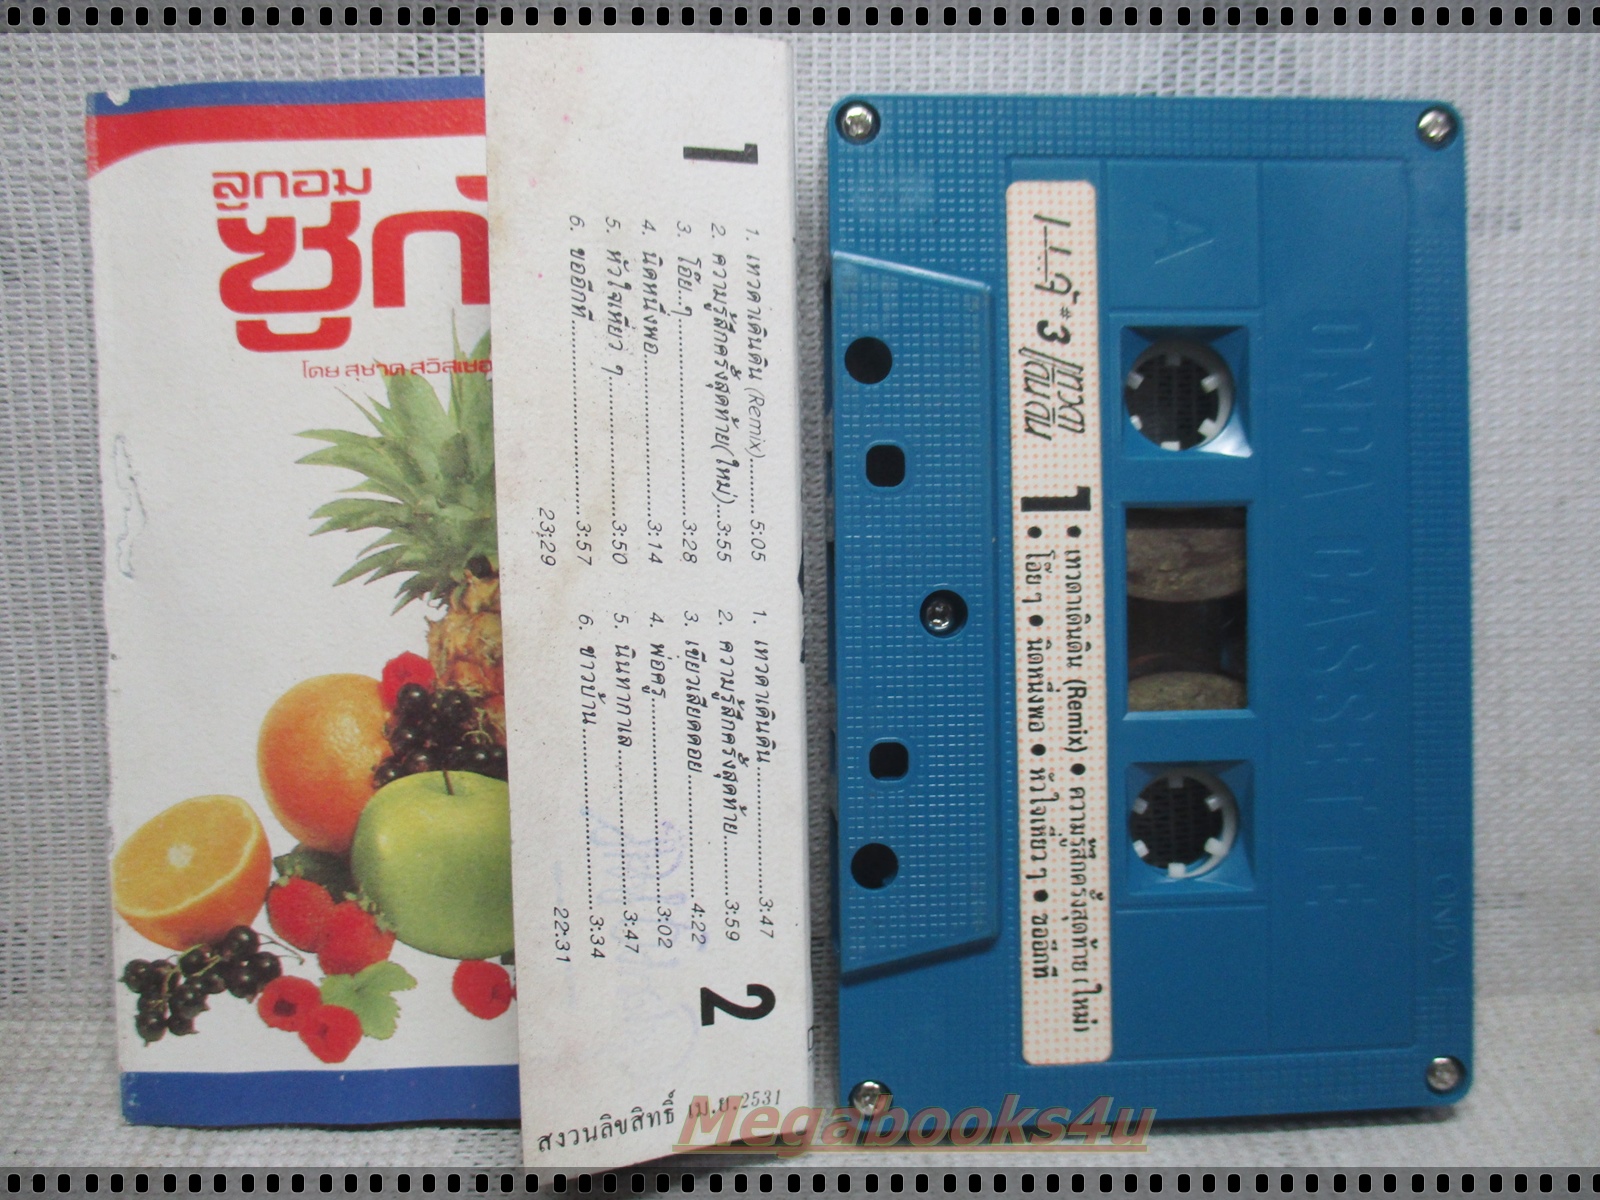 ลูกอม
ซูกั
โดย สุชาด สวัสเยอ
1
1. เทวดาเดินดิน (Remix)........5:05
2. ความรู้สึกครั้งสุดท้าย(ใหม่)...3:55
3. โอ๊ย...ๆ..........................3:28
4. นิดหนึ่งพอ......................3:14
5. หัวใจเหี่ยว ๆ...................3:50
6. ขออีกที...........................3:57
23:29
1. เทวดาเดินดิน...................3:47
2. ความรู้สึกครั้งสุดท้าย.........3:59
3. เขียวเสียดดอย.................4:22
4. พ่อครู.............................3:02
5. นินทากาเล......................3:47
6. ชาวบ้าน..........................3:34
22:31
2
สงวนลิขสิทธิ์ เม.ย.2531
A
#3 เทวดาเดินดิน
1 • เทวดาเดินดิน (Remix) • ความรู้สึกครั้งสุดท้าย (ใหม่)
• โอ๊ย ๆ • นิดหนึ่งพอ • หัวใจเหี่ยว ๆ • ขออีกที
ONPA CASSETTE
ONPA
Megabooks4u